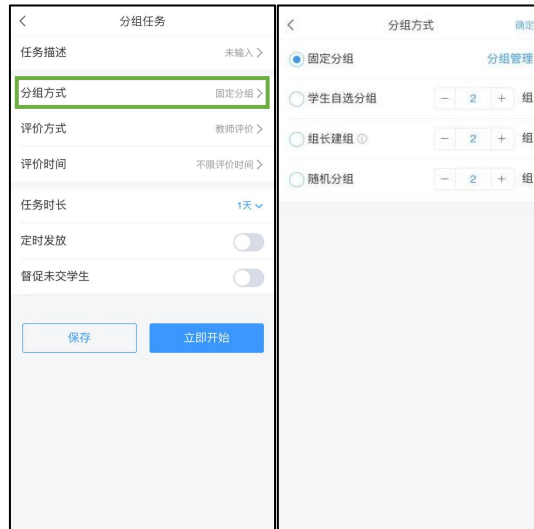 分组任务
任务描述 未输入
分组方式 固定分组
评价方式 教师评价
评价时间 不限评价时间
任务时长 1天
定时发放
督促未交学生
保存 立即开始
分组方式 确定
固定分组 分组管理
学生自选分组 － 2 ＋ 组
组长建组 － 2 ＋ 组
随机分组 － 2 ＋ 组